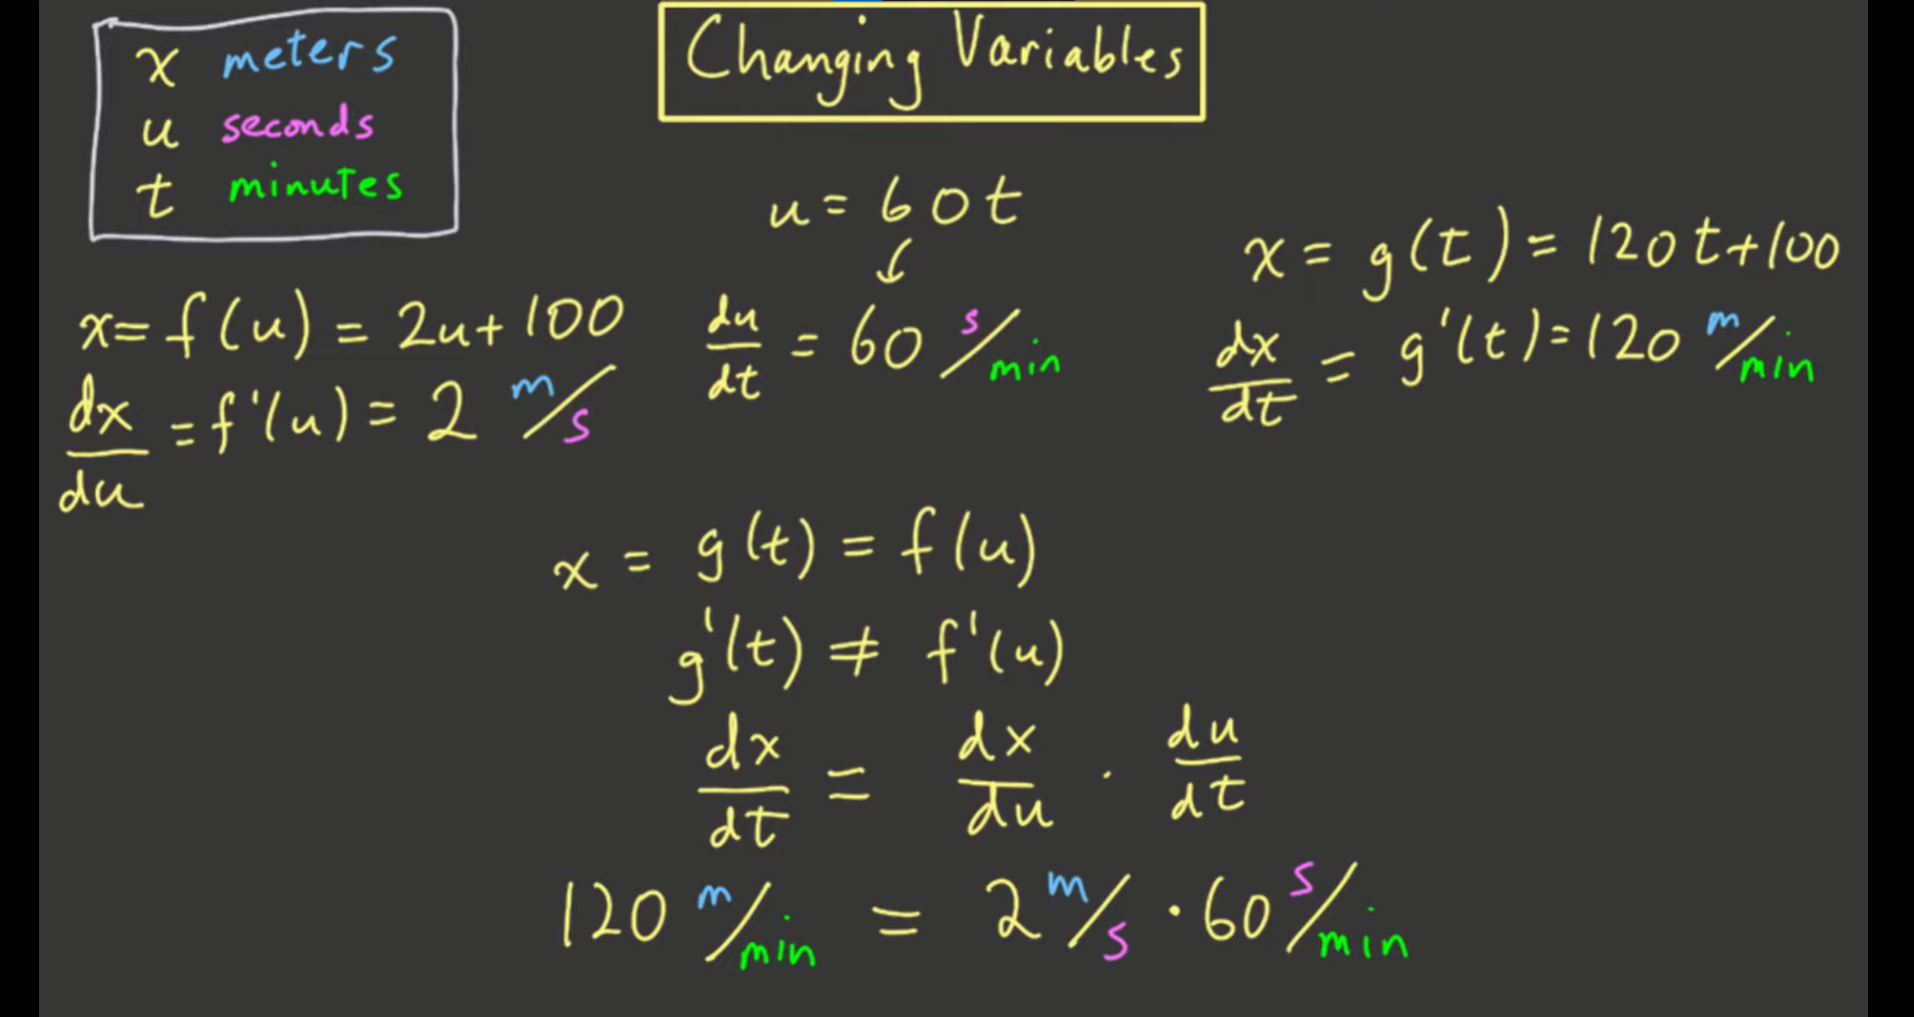 Changing Variables
x meters
u seconds
t minutes
u = 60t
x = f(u) = 2u + 100
dx/du = f'(u) = 2 m/s
du/dt = 60 s/min
x = g(t) = 120t + 100
dx/dt = g'(t) = 120 m/min
x = g(t) = f(u)
g'(t) ≠ f'(u)
dx/dt = dx/du · du/dt
120 m/min = 2 m/s · 60 s/min